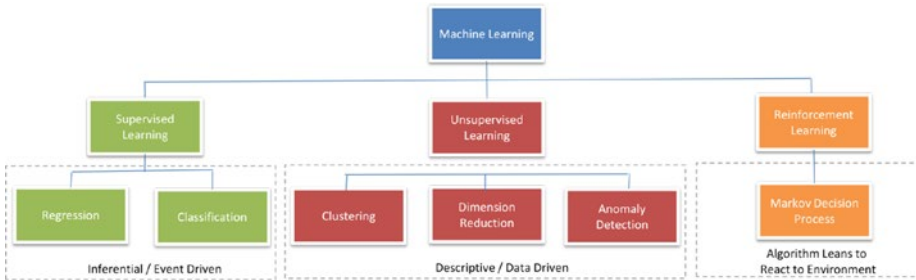 Machine Learning
Supervised
Learning
Unsupervised
Learning
Reinforcement
Learning
Regression
Classification
Clustering
Dimension
Reduction
Anomaly
Detection
Markov Decision
Process
Inferential / Event Driven
Descriptive / Data Driven
Algorithm Leans to
React to Environment